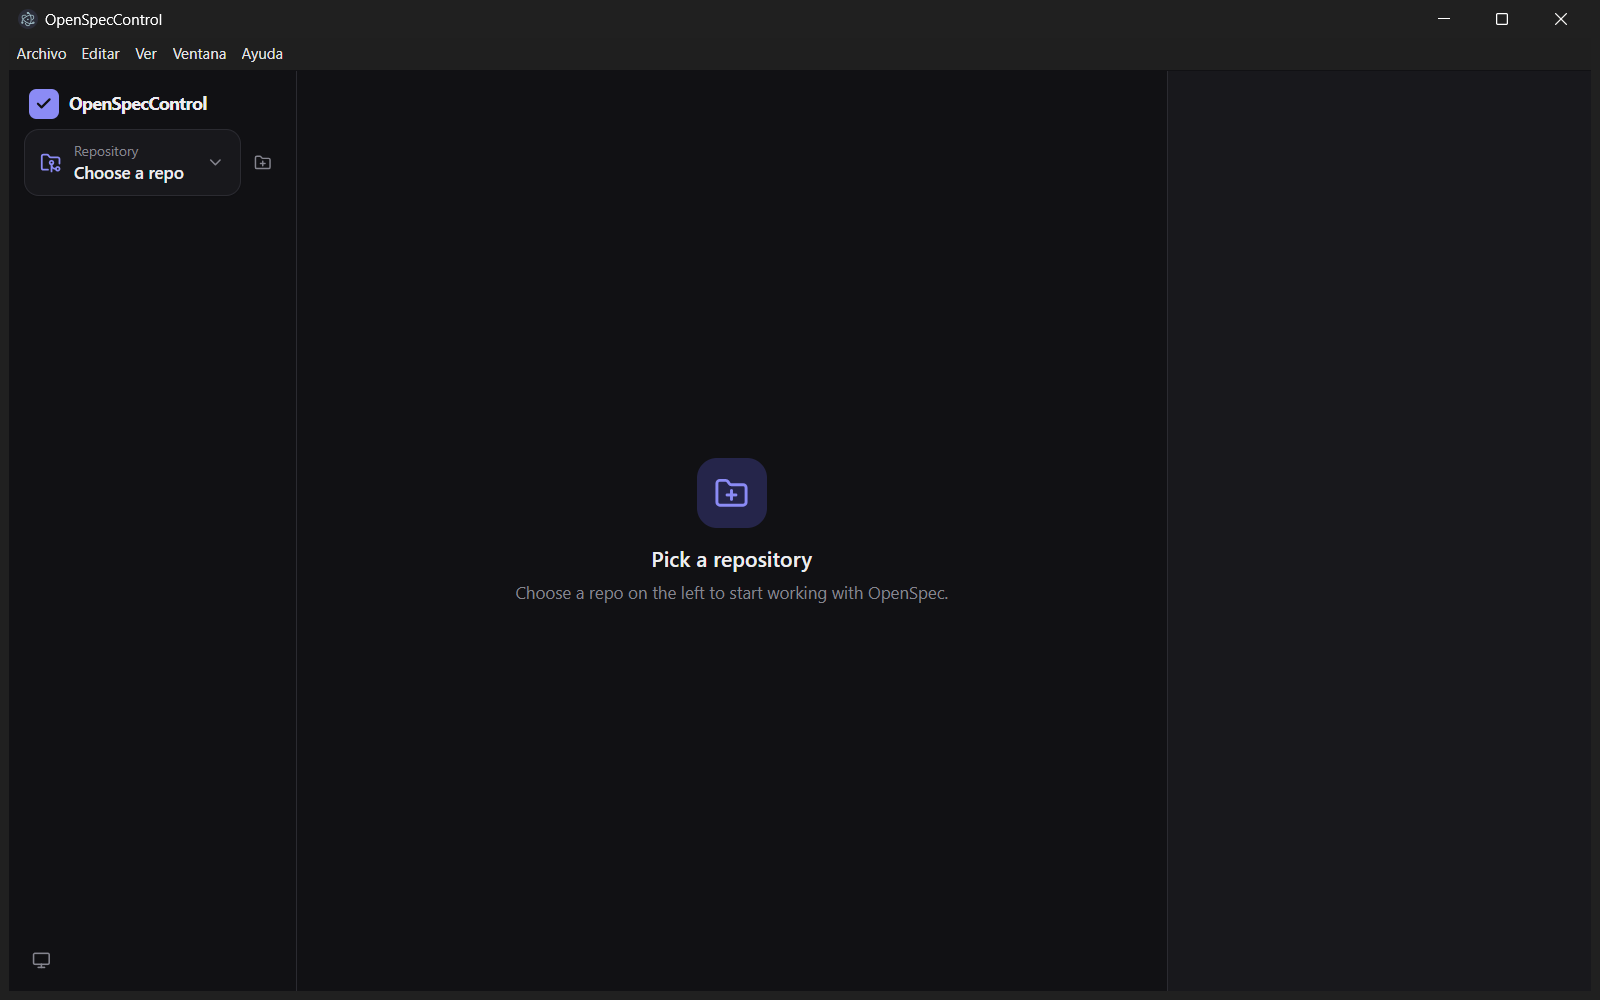 OpenSpecControl
Archivo Editar Ver Ventana Ayuda
OpenSpecControl
Repository
Choose a repo
Pick a repository
Choose a repo on the left to start working with OpenSpec.